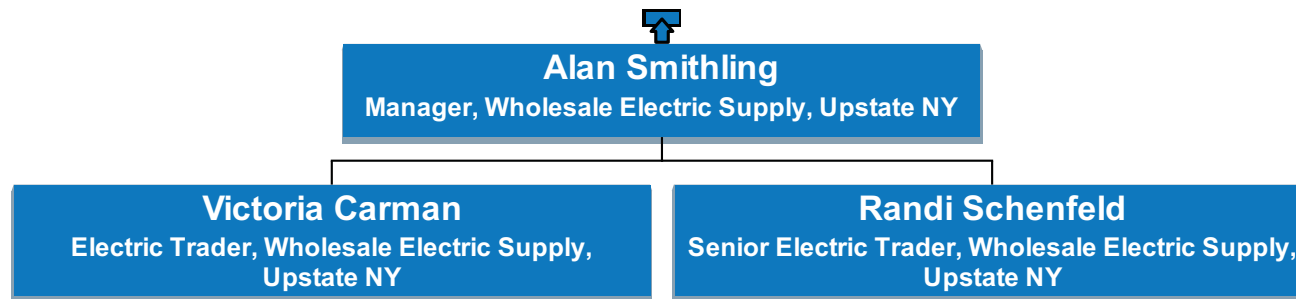 Alan Smithling
Manager, Wholesale Electric Supply, Upstate NY
Victoria Carman
Electric Trader, Wholesale Electric Supply,
Upstate NY
Randi Schenfeld
Senior Electric Trader, Wholesale Electric Supply,
Upstate NY